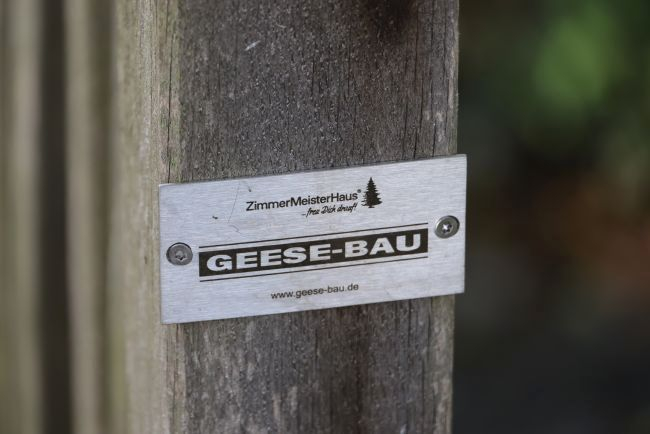 ZimmerMeisterHaus®
...freu Dich drauf!
GEESE-BAU
www.geese-bau.de